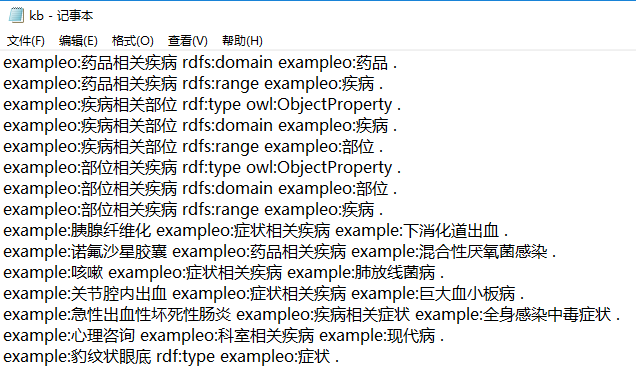 kb - 记事本
文件(F) 编辑(E) 格式(O) 查看(V) 帮助(H)
exampleo:药品相关疾病 rdfs:domain exampleo:药品 .
exampleo:药品相关疾病 rdfs:range exampleo:疾病 .
exampleo:疾病相关部位 rdf:type owl:ObjectProperty .
exampleo:疾病相关部位 rdfs:domain exampleo:疾病 .
exampleo:疾病相关部位 rdfs:range exampleo:部位 .
exampleo:部位相关疾病 rdf:type owl:ObjectProperty .
exampleo:部位相关疾病 rdfs:domain exampleo:部位 .
exampleo:部位相关疾病 rdfs:range exampleo:疾病 .
example:胰腺纤维化 exampleo:症状相关疾病 example:下消化道出血 .
example:诺氟沙星胶囊 exampleo:药品相关疾病 example:混合性厌氧菌感染 .
example:咳嗽 exampleo:症状相关疾病 example:肺放线菌病 .
example:关节腔内出血 exampleo:症状相关疾病 example:巨大血小板病 .
example:急性出血性坏死性肠炎 exampleo:疾病相关症状 example:全身感染中毒症状 .
example:心理咨询 exampleo:科室相关疾病 example:现代病 .
example:豹纹状眼底 rdf:type exampleo:症状 .